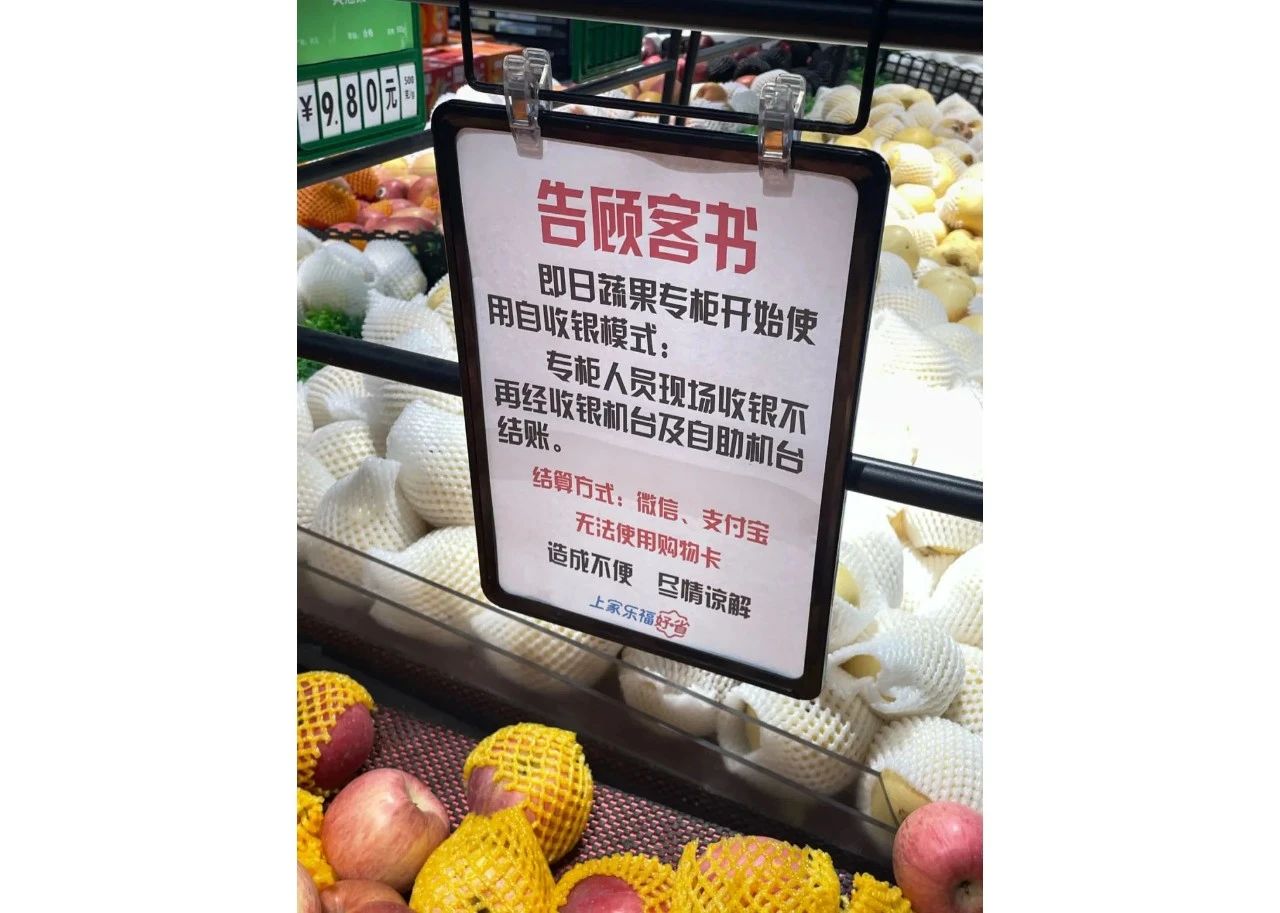 ¥9.80元
500
克/g
告顾客书
即日蔬果专柜开始使
用自收银模式：
专柜人员现场收银不
再经收银机台及自助机台
结账。
结算方式：微信、支付宝
无法使用购物卡
造成不便 尽情谅解
上家乐福好省